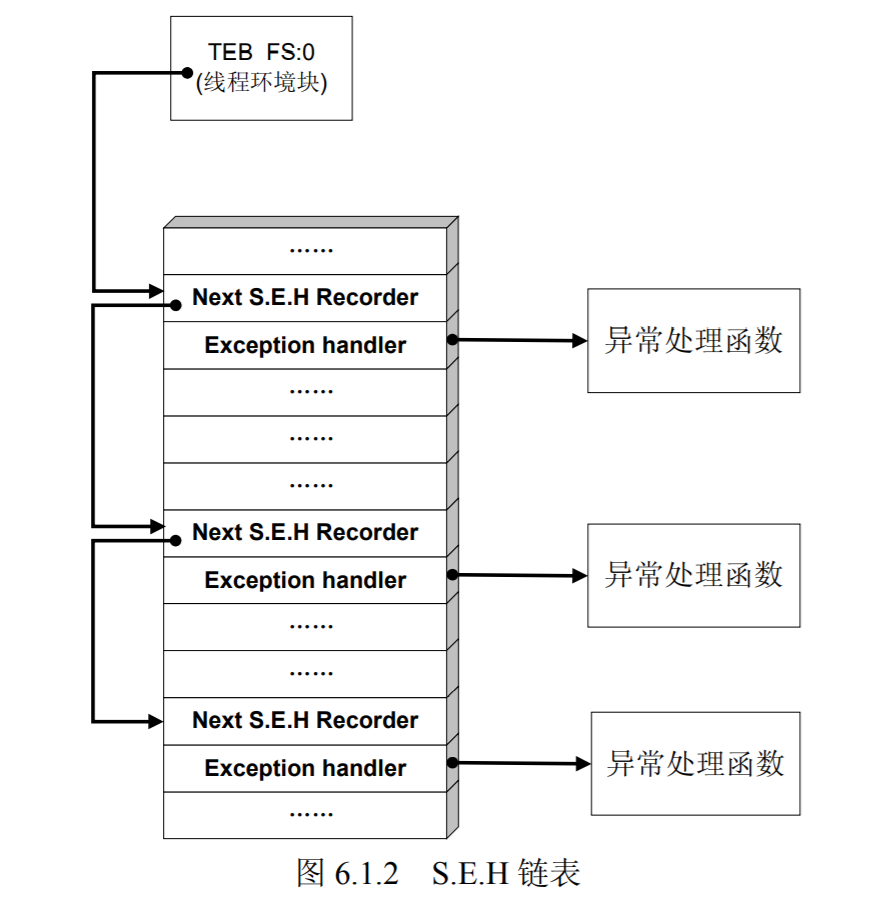 TEB FS:0
(线程环境块)
……
Next S.E.H Recorder
Exception handler
异常处理函数
……
……
……
Next S.E.H Recorder
Exception handler
异常处理函数
……
……
Next S.E.H Recorder
Exception handler
异常处理函数
……
图 6.1.2 S.E.H 链表